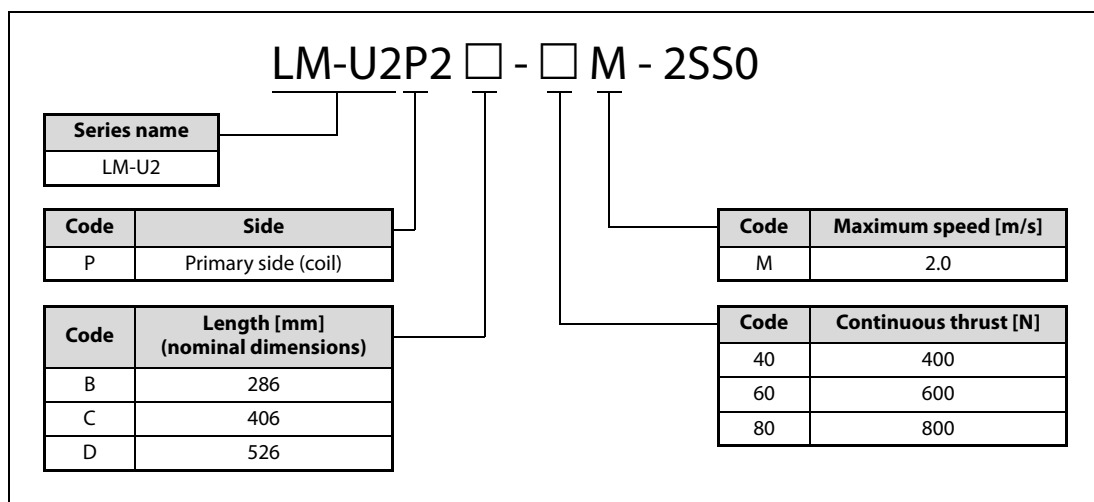 LM-U2P2 □ - □ M - 2SS0
Series name
LM-U2
Code Side
P Primary side (coil)
Code Length [mm]
(nominal dimensions)
B 286
C 406
D 526
Code Maximum speed [m/s]
M 2.0
Code Continuous thrust [N]
40 400
60 600
80 800